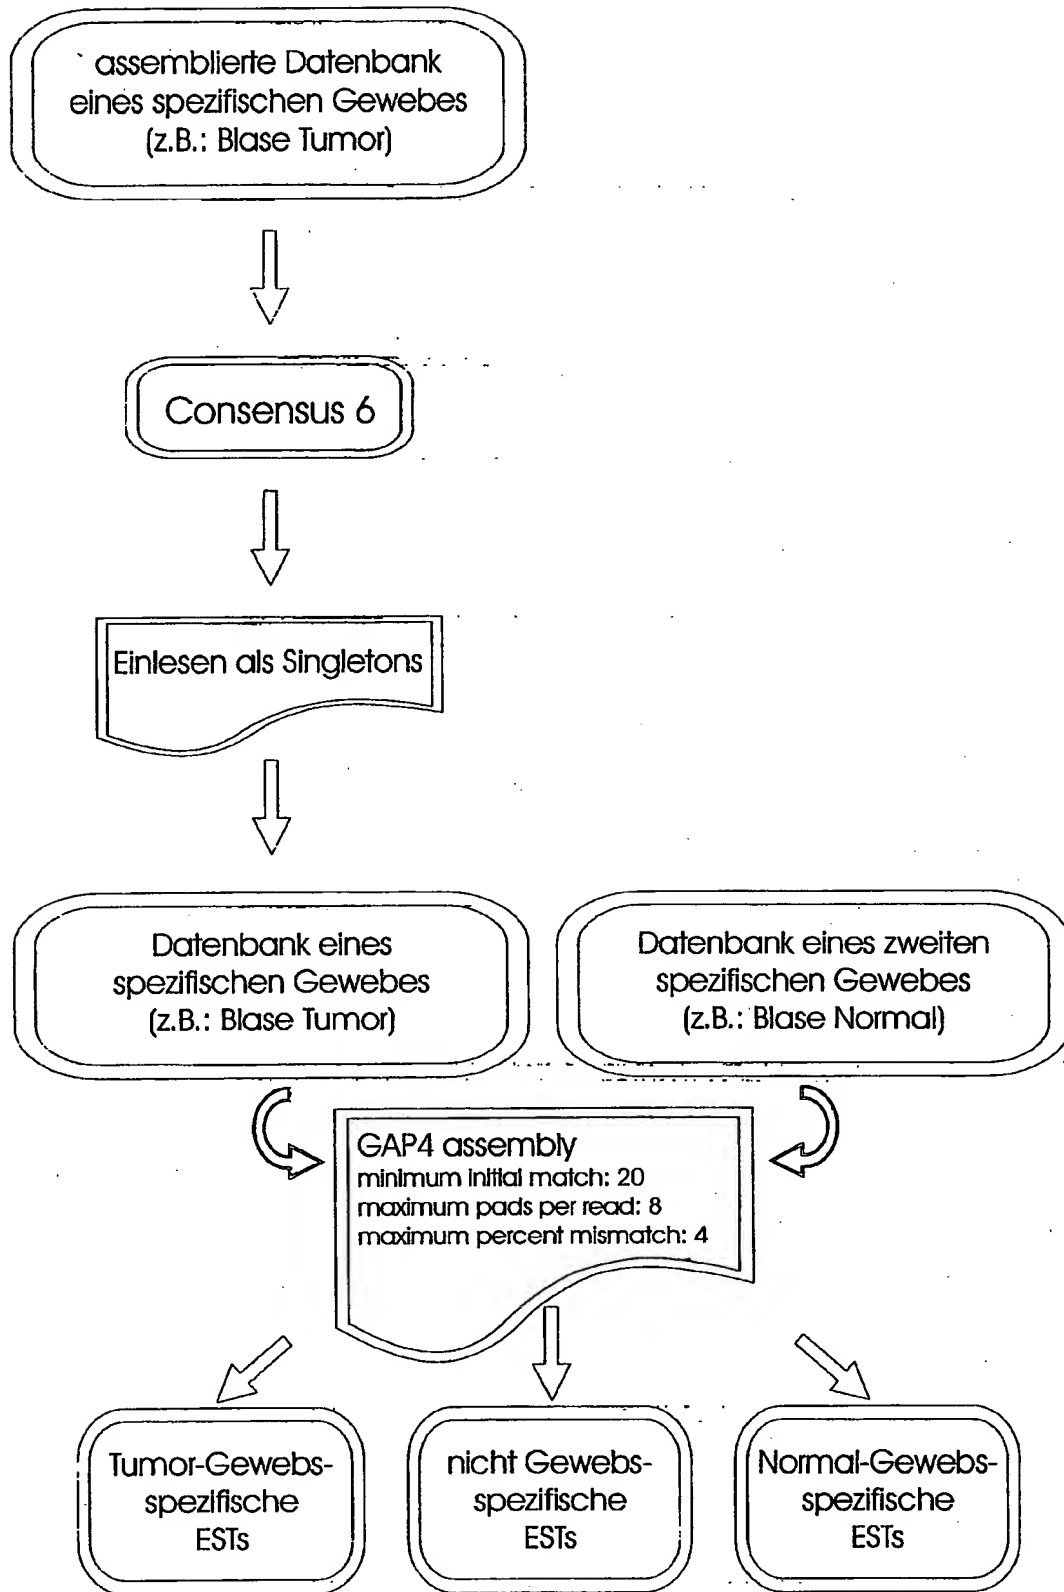 assemblierte Datenbank
eines spezifischen Gewebes
(z.B.: Blase Tumor)
Consensus 6
Einlesen als Singletons
Datenbank eines
spezifischen Gewebes
(z.B.: Blase Tumor)
Datenbank eines zweiten
spezifischen Gewebes
(z.B.: Blase Normal)
GAP4 assembly
minimum initial match: 20
maximum pads per read: 8
maximum percent mismatch: 4
Tumor-Gewebs-
spezifische
ESTs
nicht Gewebs-
spezifische
ESTs
Normal-Gewebs-
spezifische
ESTs